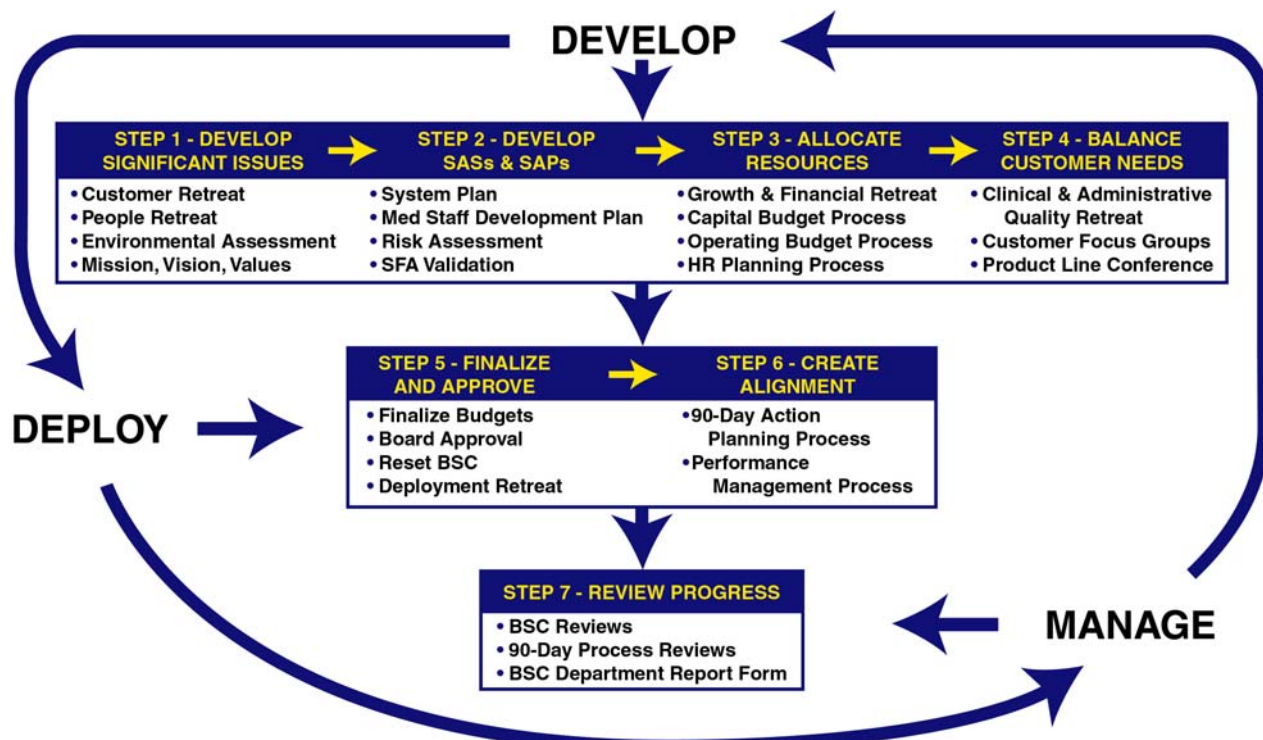 DEVELOP
STEP 1 - DEVELOP
SIGNIFICANT ISSUES
• Customer Retreat
• People Retreat
• Environmental Assessment
• Mission, Vision, Values
STEP 2 - DEVELOP
SASs & SAPs
• System Plan
• Med Staff Development Plan
• Risk Assessment
• SFA Validation
STEP 3 - ALLOCATE
RESOURCES
• Growth & Financial Retreat
• Capital Budget Process
• Operating Budget Process
• HR Planning Process
STEP 4 - BALANCE
CUSTOMER NEEDS
• Clinical & Administrative
Quality Retreat
• Customer Focus Groups
• Product Line Conference
DEPLOY
STEP 5 - FINALIZE
AND APPROVE
• Finalize Budgets
• Board Approval
• Reset BSC
• Deployment Retreat
STEP 6 - CREATE
ALIGNMENT
• 90-Day Action
Planning Process
• Performance
Management Process
STEP 7 - REVIEW PROGRESS
• BSC Reviews
• 90-Day Process Reviews
• BSC Department Report Form
MANAGE